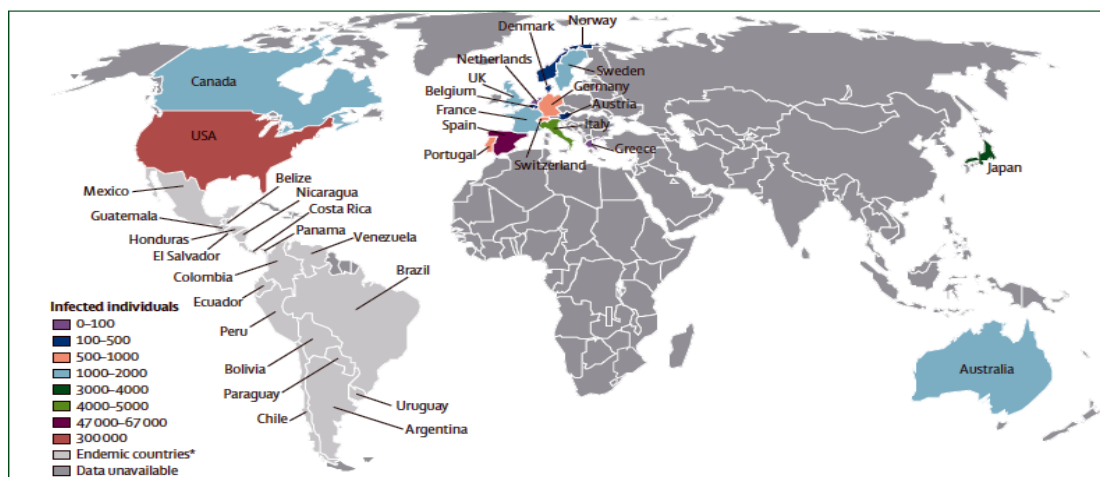 Norway
Denmark
Netherlands
Canada
UK
Sweden
Germany
Belgium
Austria
France
USA
Spain
Italy
Greece
Portugal
Switzerland
Japan
Belize
Mexico
Nicaragua
Guatemala
Costa Rica
Honduras
Panama
El Salvador
Venezuela
Colombia
Brazil
Ecuador
Infected individuals
0–100
100–500
500–1000
1000–2000
3000–4000
4000–5000
47 000–67 000
300 000
Endemic countries*
Data unavailable
Peru
Bolivia
Paraguay
Uruguay
Chile
Argentina
Australia